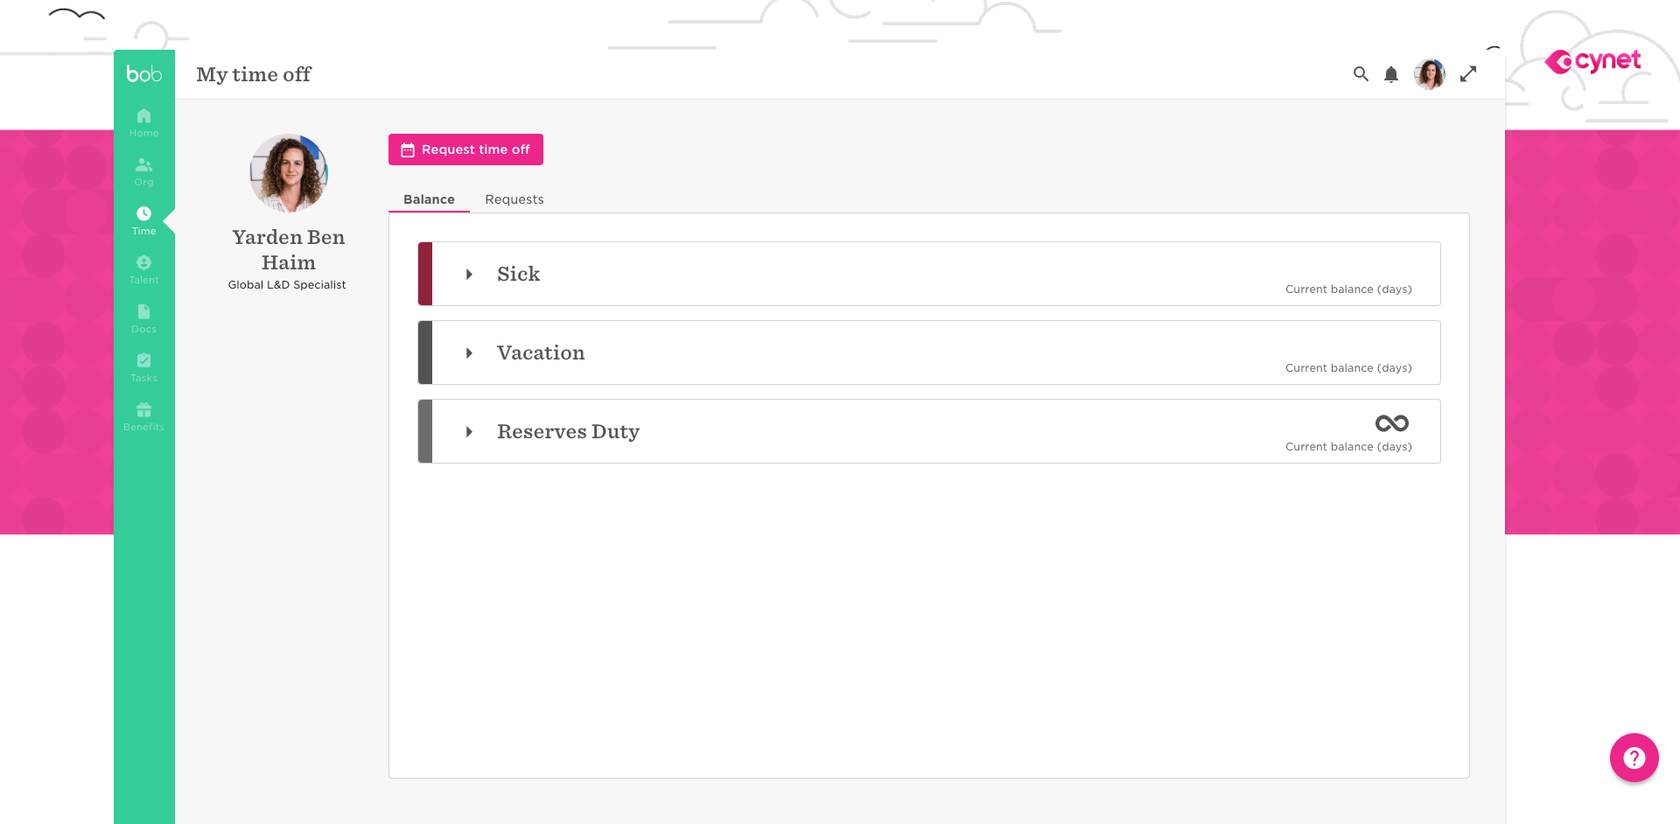 bob
My time off
cynet
Home
Org
Time
Talent
Docs
Tasks
Benefits
Yarden Ben
Haim
Global L&D Specialist
Request time off
Balance
Requests
Sick
Current balance (days)
Vacation
Current balance (days)
Reserves Duty
∞
Current balance (days)
?